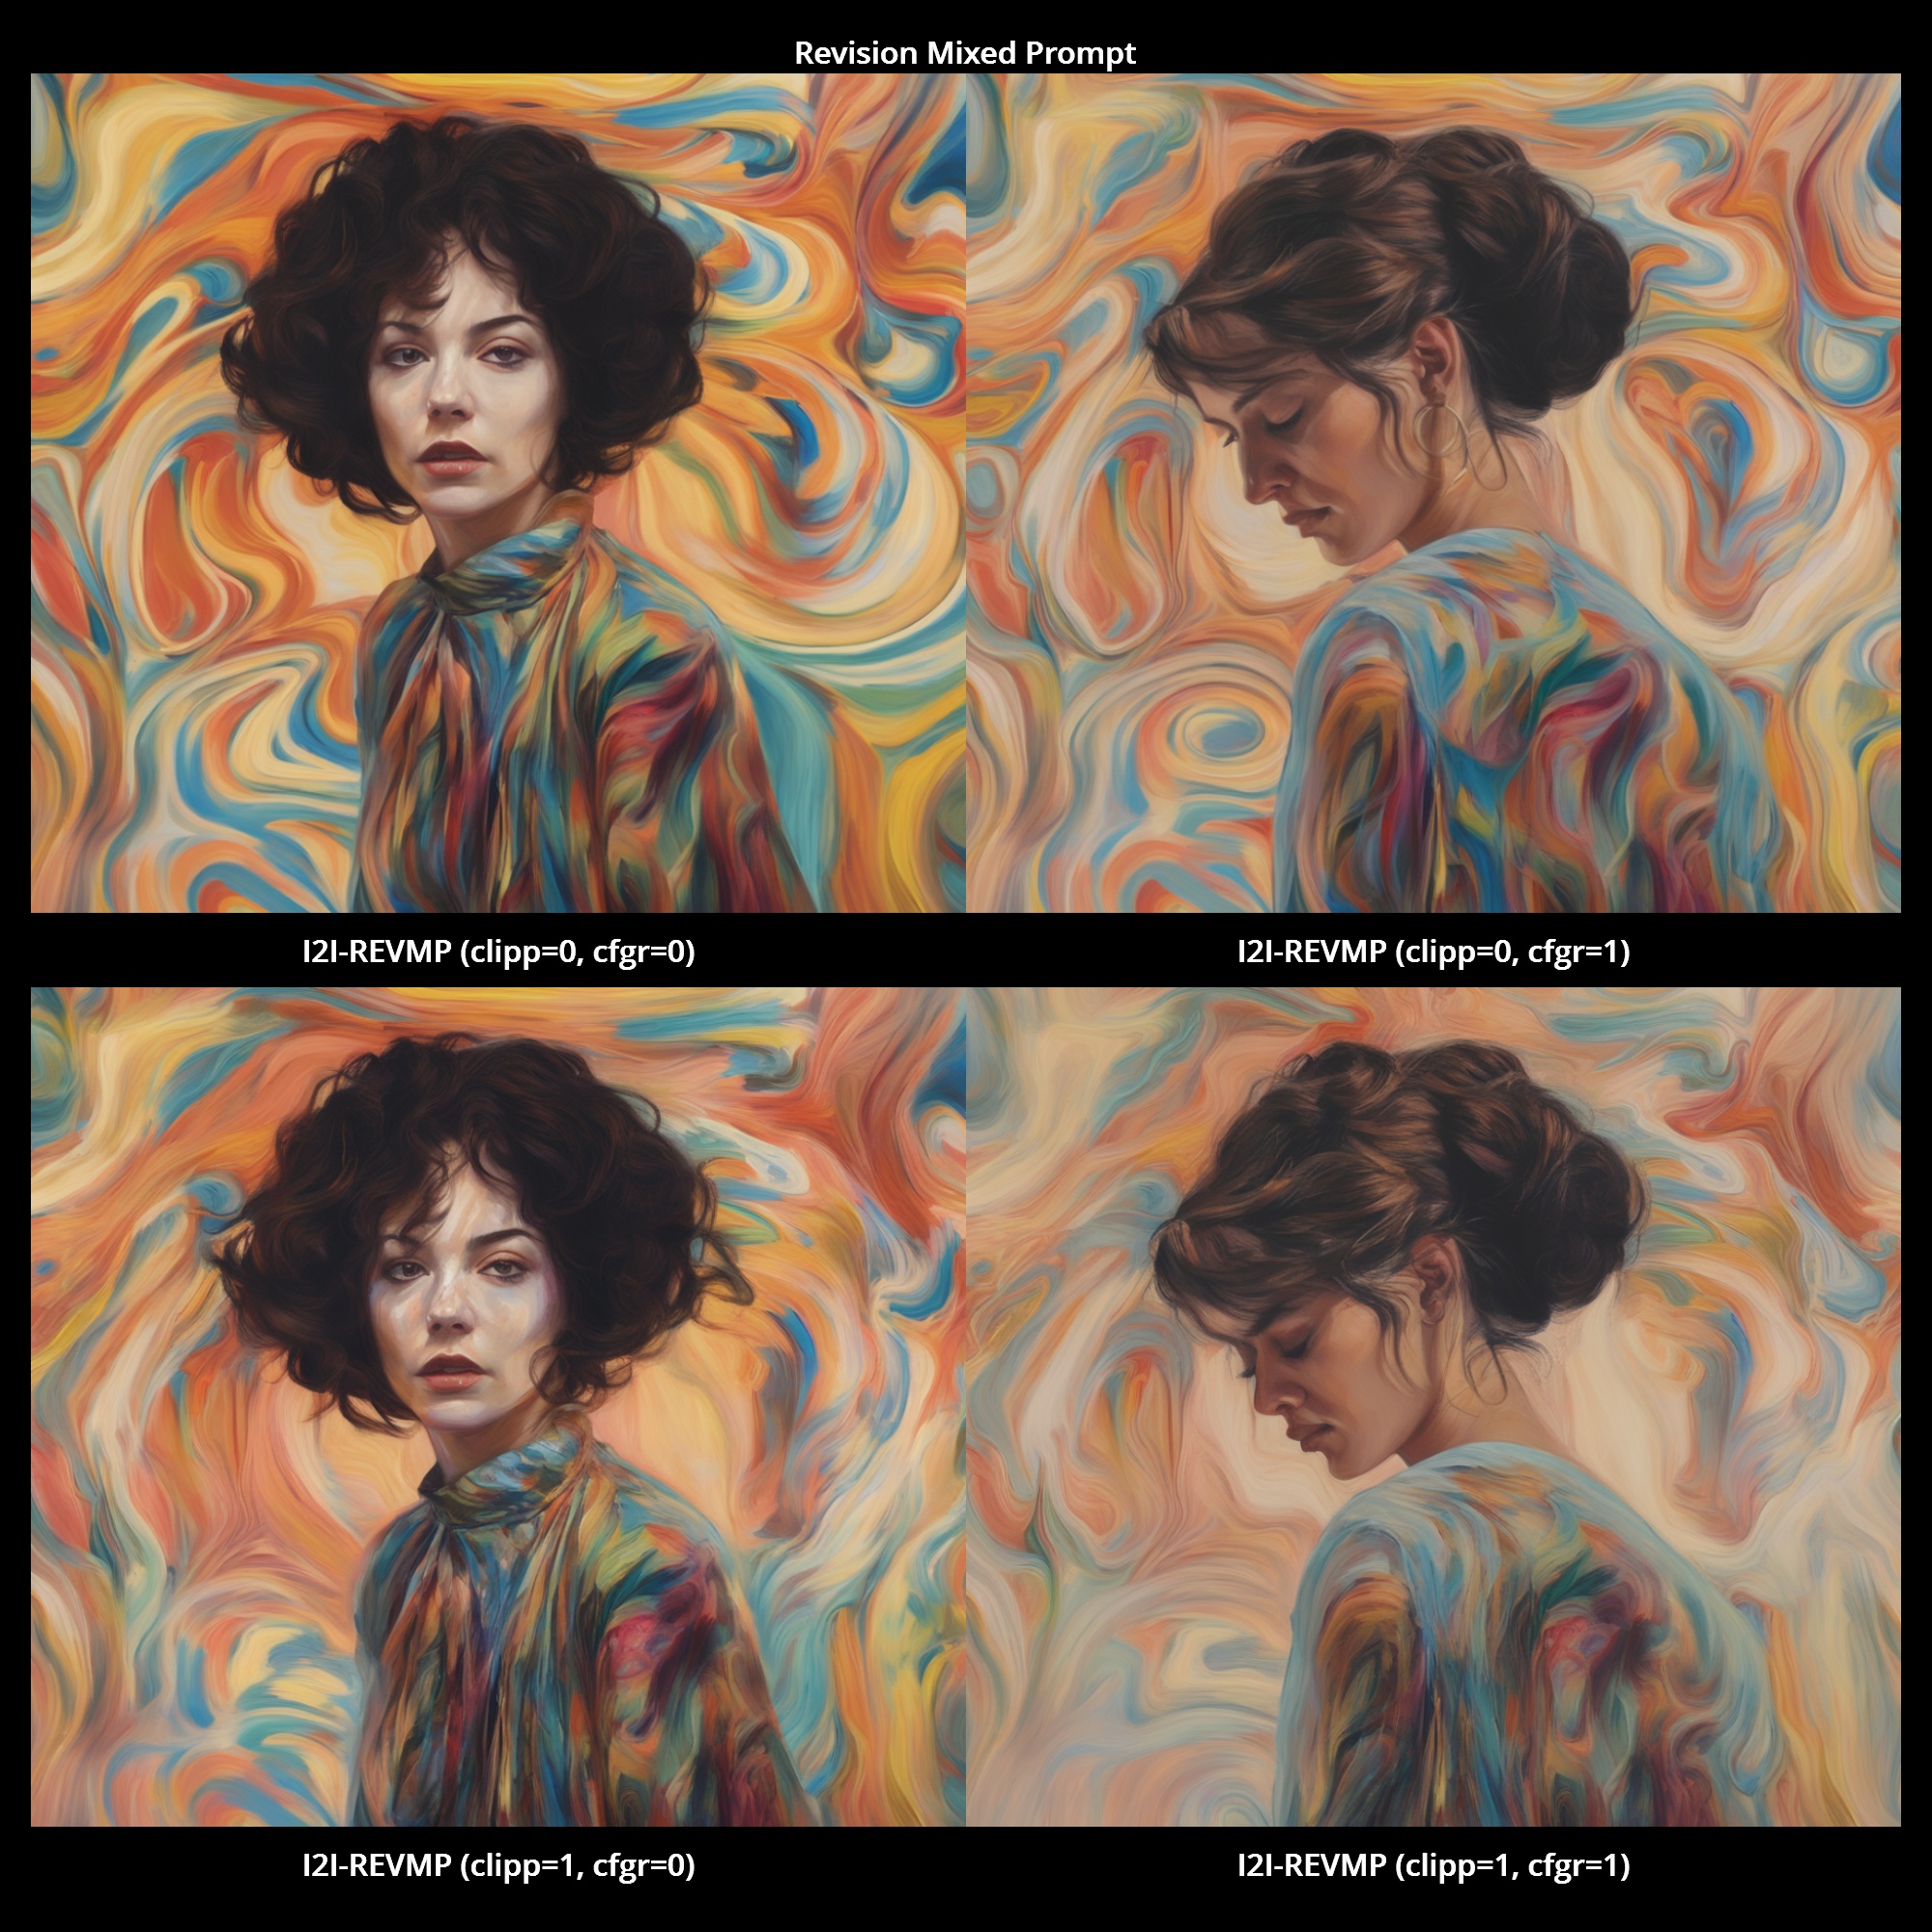 Revision Mixed Prompt
I2I-REVMP (clipp=0, cfgr=0)
I2I-REVMP (clipp=0, cfgr=1)
I2I-REVMP (clipp=1, cfgr=0)
I2I-REVMP (clipp=1, cfgr=1)